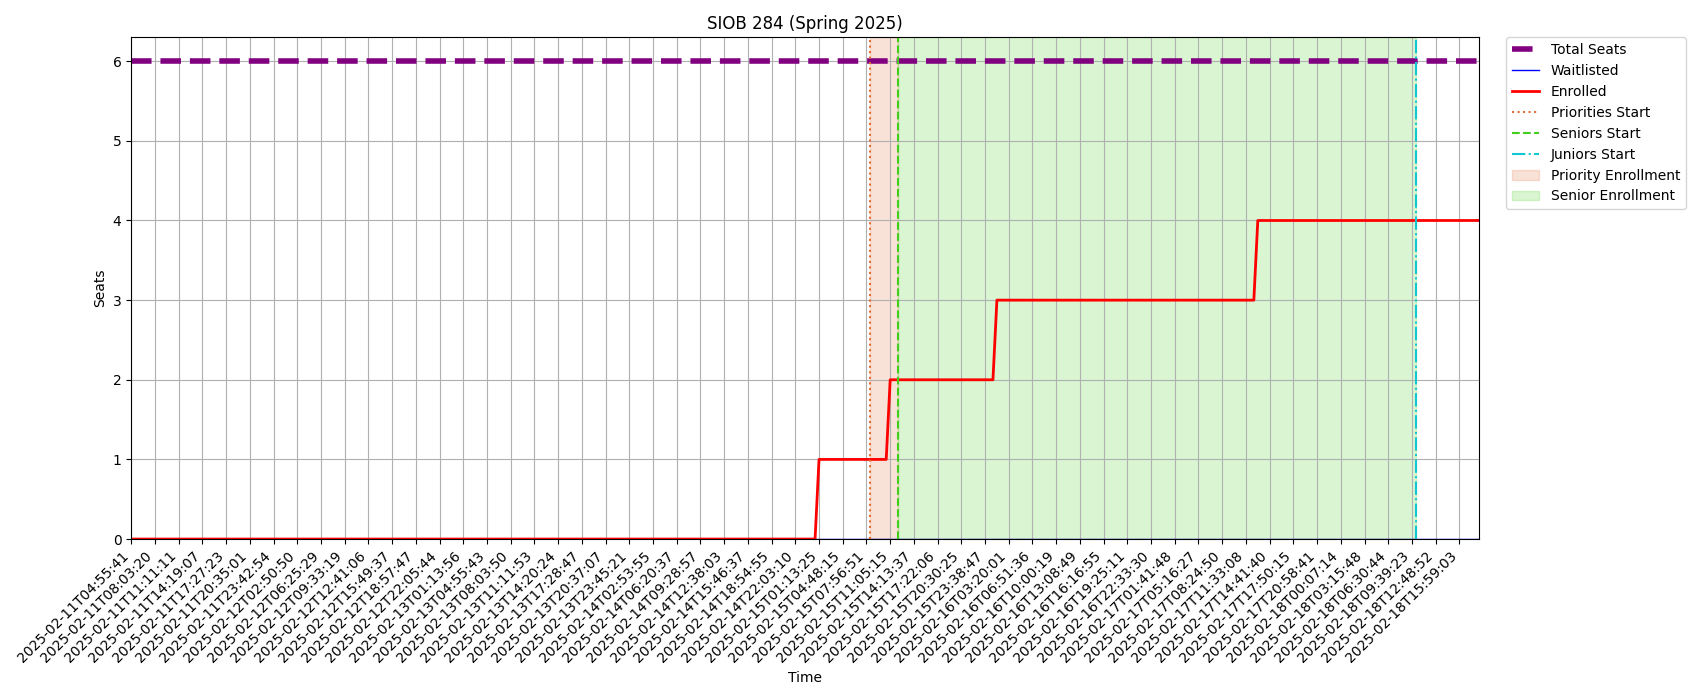 SIOB 284 (Spring 2025)
6
5
4
3
2
1
0
Seats
2025-02-11T04:55:41
2025-02-11T08:03:20
2025-02-11T11:11:11
2025-02-11T14:19:07
2025-02-11T17:27:23
2025-02-11T20:35:01
2025-02-11T23:42:54
2025-02-12T02:50:50
2025-02-12T06:25:29
2025-02-12T09:33:19
2025-02-12T12:41:06
2025-02-12T15:49:37
2025-02-12T18:57:47
2025-02-12T22:05:44
2025-02-13T01:13:56
2025-02-13T04:55:43
2025-02-13T08:03:50
2025-02-13T11:11:53
2025-02-13T14:20:24
2025-02-13T17:28:47
2025-02-13T20:37:07
2025-02-13T23:45:21
2025-02-14T02:53:55
2025-02-14T06:20:37
2025-02-14T09:28:57
2025-02-14T12:38:03
2025-02-14T15:46:37
2025-02-14T18:54:55
2025-02-14T22:03:10
2025-02-15T01:13:25
2025-02-15T04:48:15
2025-02-15T07:56:51
2025-02-15T11:05:15
2025-02-15T14:13:37
2025-02-15T17:22:06
2025-02-15T20:30:25
2025-02-15T23:38:47
2025-02-16T03:20:01
2025-02-16T06:51:36
2025-02-16T10:00:19
2025-02-16T13:08:49
2025-02-16T16:16:55
2025-02-16T19:25:11
2025-02-16T22:33:30
2025-02-17T01:41:48
2025-02-17T05:16:27
2025-02-17T08:24:50
2025-02-17T11:33:08
2025-02-17T14:41:40
2025-02-17T17:50:15
2025-02-17T20:58:41
2025-02-18T00:07:14
2025-02-18T03:15:48
2025-02-18T06:30:44
2025-02-18T09:39:23
2025-02-18T12:48:52
2025-02-18T15:59:03
Time
Total Seats
Waitlisted
Enrolled
Priorities Start
Seniors Start
Juniors Start
Priority Enrollment
Senior Enrollment